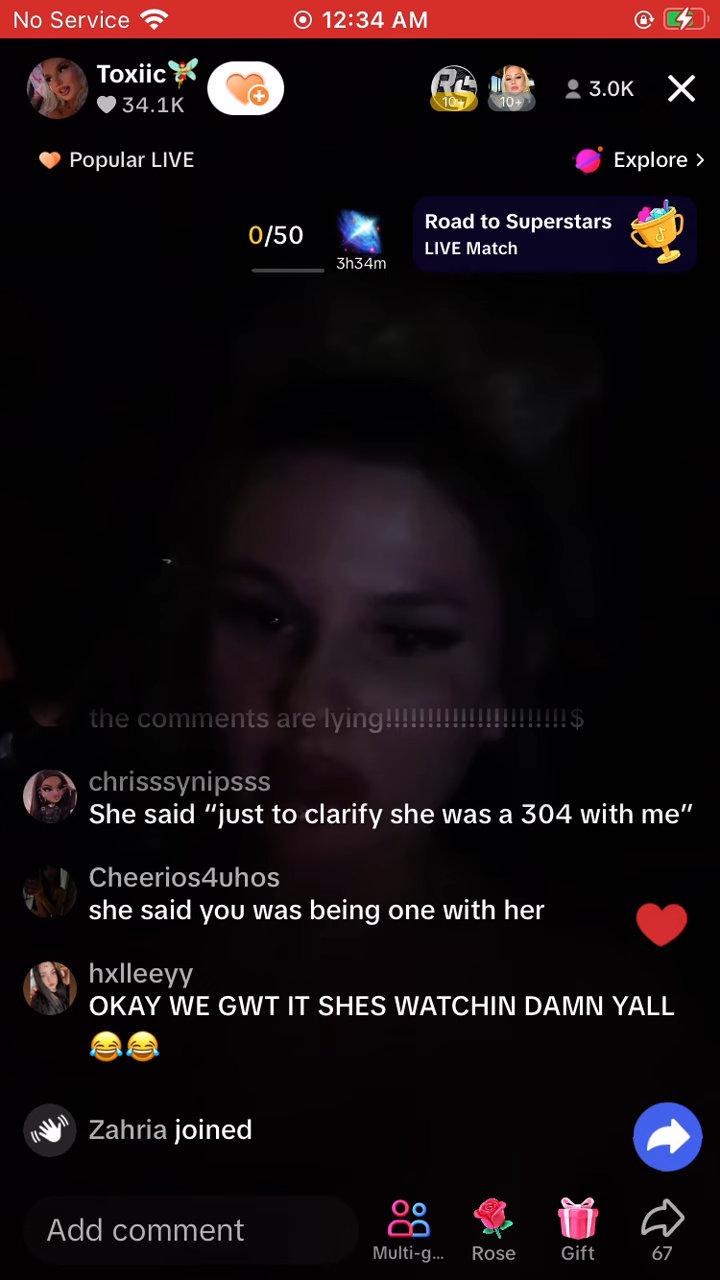 No Service 12:34 AM
Toxiic🧚
34.1K
10+ 10+ 3.0K
Popular LIVE Explore >
0/50
3h34m
Road to Superstars
LIVE Match
the comments are lying!!!!!!!!!!!!!!!!!!!!!!$
chrisssynipsss
She said “just to clarify she was a 304 with me”
Cheerios4uhos
she said you was being one with her
hxlleeyy
OKAY WE GWT IT SHES WATCHIN DAMN YALL
😂😂
Zahria joined
Add comment
Multi-g... Rose Gift 67